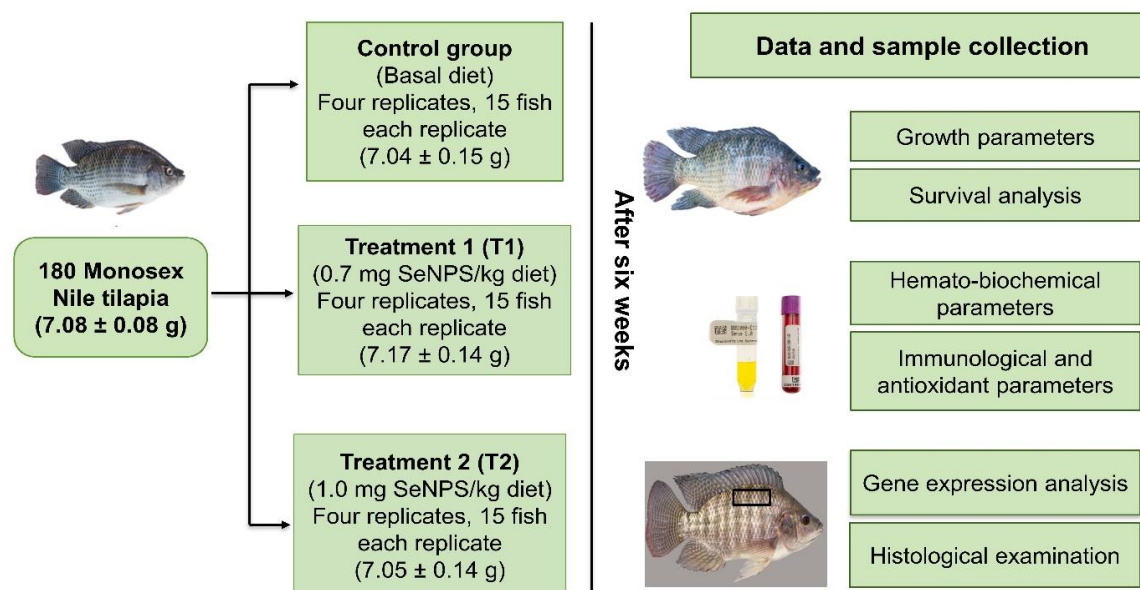 Control group
(Basal diet)
Four replicates, 15 fish
each replicate
(7.04 ± 0.15 g)
180 Monosex
Nile tilapia
(7.08 ± 0.08 g)
Treatment 1 (T1)
(0.7 mg SeNPS/kg diet)
Four replicates, 15 fish
each replicate
(7.17 ± 0.14 g)
Treatment 2 (T2)
(1.0 mg SeNPS/kg diet)
Four replicates, 15 fish
each replicate
(7.05 ± 0.14 g)
After six weeks
Data and sample collection
Growth parameters
Survival analysis
Hemato-biochemical
parameters
Immunological and
antioxidant parameters
Gene expression analysis
Histological examination